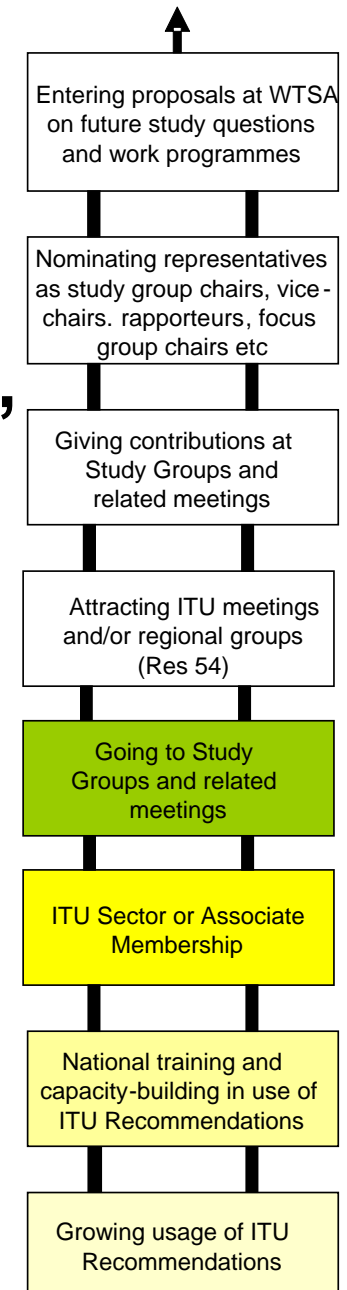 Entering proposals at WTSA
on future study questions
and work programmes
Nominating representatives
as study group chairs, vice-
chairs. rapporteurs, focus
group chairs etc
,
Giving contributions at
Study Groups and
related meetings
Attracting ITU meetings
and/or regional groups
(Res 54)
Going to Study
Groups and related
meetings
ITU Sector or Associate
Membership
National training and
capacity-building in use of
ITU Recommendations
Growing usage of ITU
Recommendations